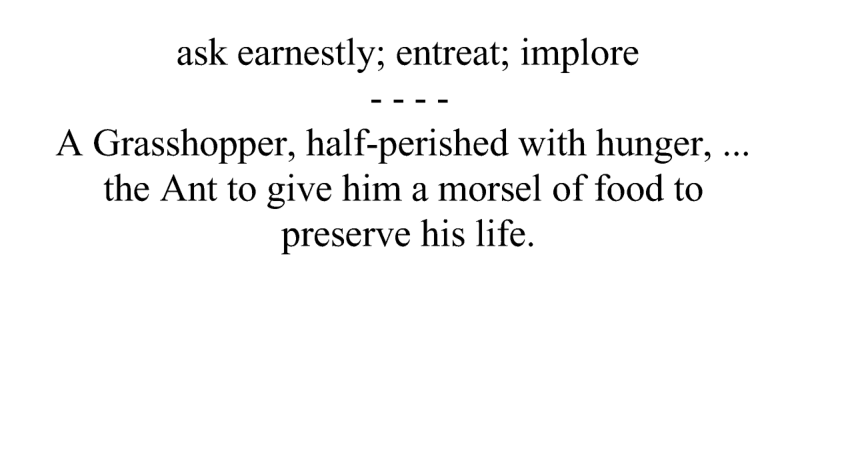 ask earnestly; entreat; implore
- - - -
A Grasshopper, half-perished with hunger, ...
the Ant to give him a morsel of food to
preserve his life.